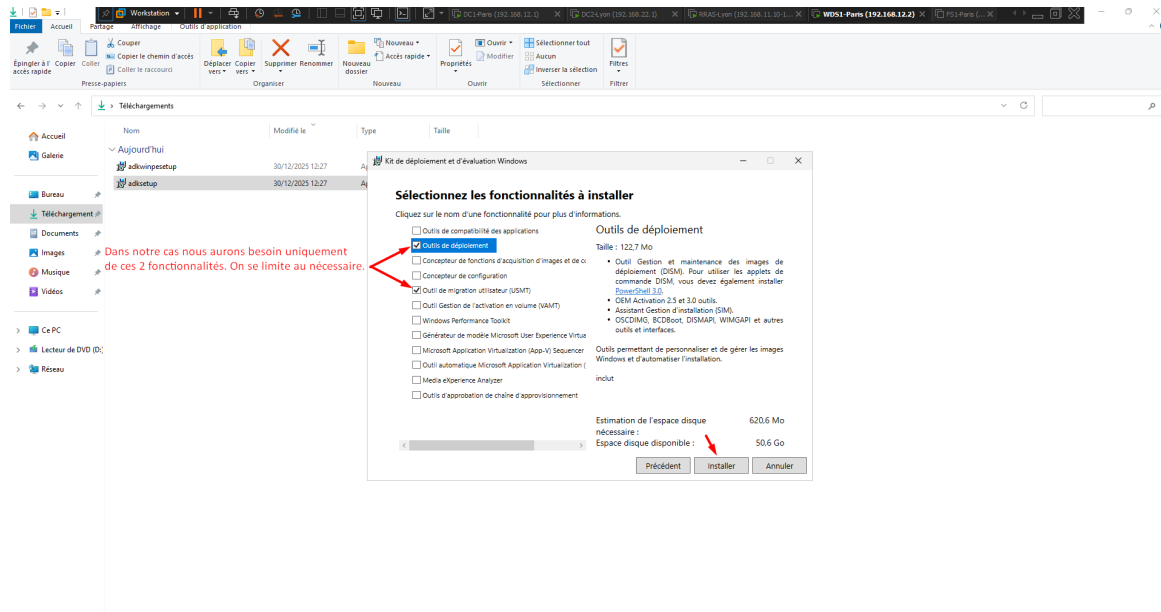 Workstation
DC1-Paris (192.168.12.1)
DC2-Lyon (192.168.22.1)
RRAS-Lyon (192.168.11.10-1...
WDS1-Paris (192.168.12.2)
FS1-Paris (...
Fichier Accueil Partage Affichage Outils d'application
Épingler à l'accès rapide
Copier
Coller
Couper
Copier le chemin d'accès
Coller le raccourci
Presse-papiers
Déplacer vers
Copier vers
Supprimer
Renommer
Organiser
Nouveau dossier
Nouveau
Accès rapide
Nouveau
Propriétés
Ouvrir
Modifier
Ouvrir
Sélectionner tout
Aucun
Inverser la sélection
Sélectionner
Filtres
Filtrer
Téléchargements
Accueil
Galerie
Bureau
Téléchargement
Documents
Images
Musique
Vidéos
Ce PC
Lecteur de DVD (D:)
Réseau
Nom Modifié le Type Taille
Aujourd'hui
adkwinpesetup 30/12/2025 12:27
adksetup 30/12/2025 12:27
Dans notre cas nous aurons besoin uniquement
de ces 2 fonctionnalités. On se limite au nécessaire.
Kit de déploiement et d'évaluation Windows
Sélectionnez les fonctionnalités à installer
Cliquez sur le nom d'une fonctionnalité pour plus d'informations.
Outils de compatibilité des applications
Outils de déploiement
Concepteur de fonctions d'acquisition d'images et de
Concepteur de configuration
Outil de migration utilisateur (USMT)
Outil Gestion de l'activation en volume (VAMT)
Windows Performance Toolkit
Générateur de modèle Microsoft User Experience Virtua
Microsoft Application Virtualization (App-V) Sequencer
Outil automatique Microsoft Application Virtualization (
Media eXperience Analyzer
Outils d'approbation de chaîne d'approvisionnement
Outils de déploiement
Taille : 122,7 Mo
• Outil Gestion et maintenance des images de
déploiement (DISM). Pour utiliser les applets de
commande DISM, vous devez également installer
PowerShell 3.0.
• OEM Activation 2.5 et 3.0 outils.
• Assistant Gestion d'installation (SIM).
• OSCDIMG, BCDBoot, DISMAPI, WIMGAPI et autres
outils et interfaces.
Outils permettant de personnaliser et de gérer les images
Windows et d'automatiser l'installation.
inclut
Estimation de l'espace disque 620,6 Mo
nécessaire :
Espace disque disponible : 50,6 Go
Précédent Installer Annuler